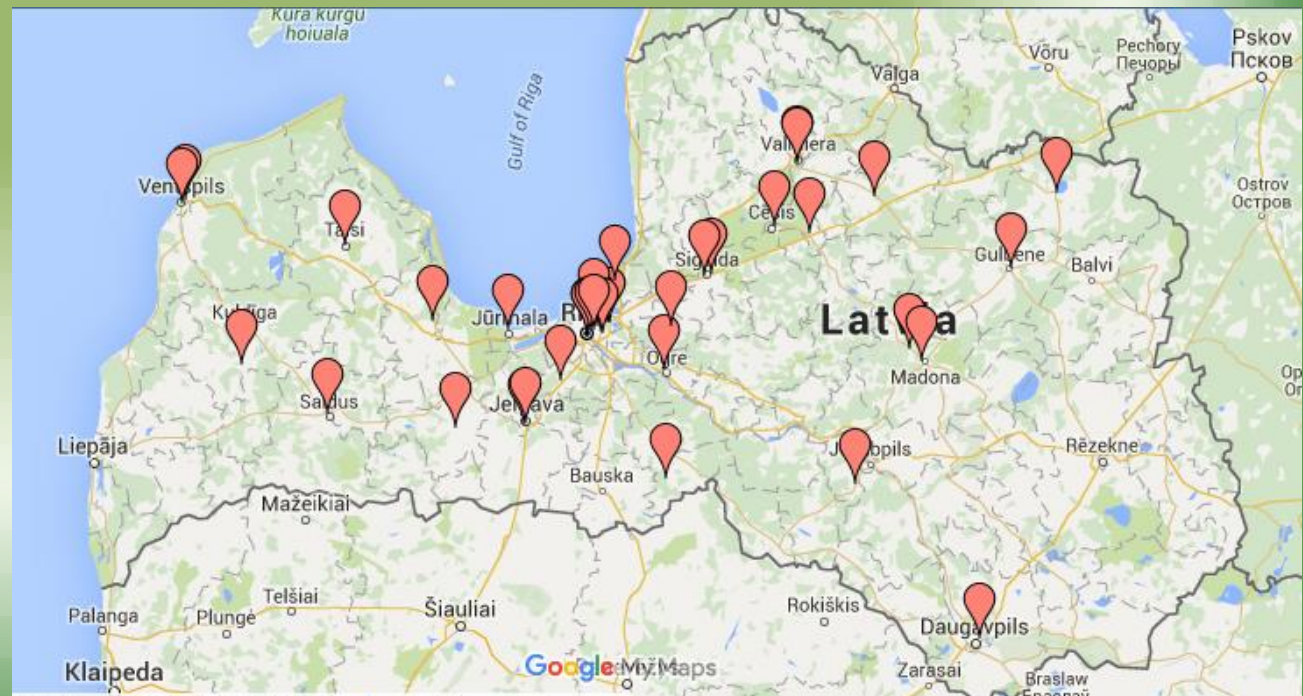 Kura kurgu
hoiuala
Gulf of Riga
Pskov
Псков
Võru
Pechory
Печоры
Valga
Ventspils
Talsi
Cēsis
Ostrov
Остров
Sigulda
Gulbene
Balvi
Jūrmala
Latvia
Ogre
Madona
Saldus
Jelgava
Liepāja
Rēzekne
Bauska
Mažeikiai
Telšiai
Palanga
Plungė
Šiauliai
Rokiškis
Daugavpils
Klaipeda
Google My Maps
Zarasai
Braslaw